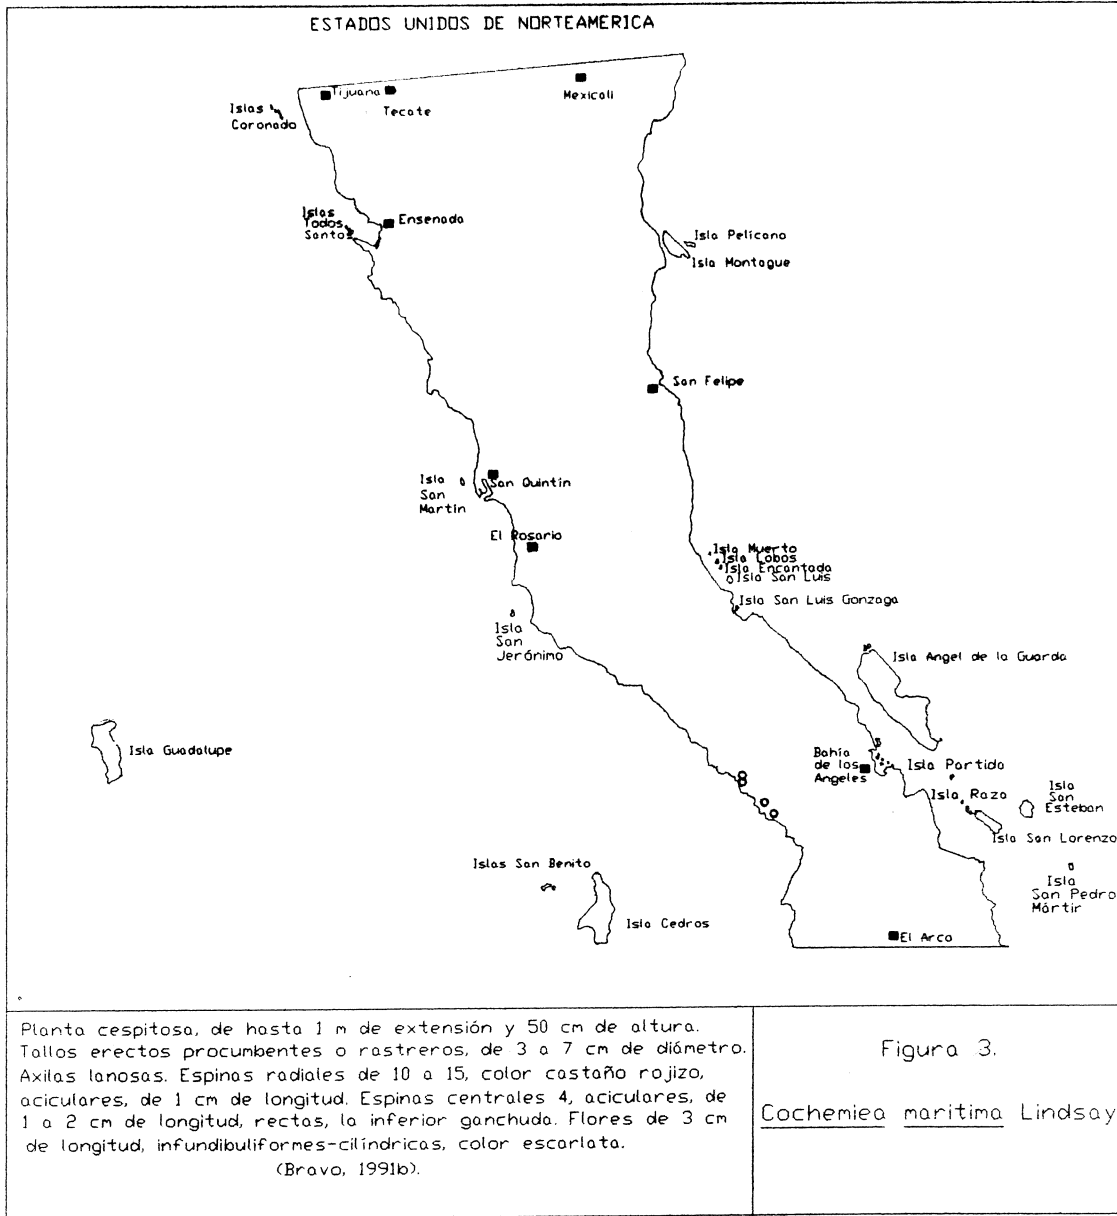 ESTADOS UNIDOS DE NORTEAMERICA
Tijuana
Mexicali
Tecate
Islas
Coronado
Islas
Todos
Santos
Ensenada
Isla Pelícano
Isla Montague
San Felipe
Isla
San
Martín
San Quintín
El Rosario
Isla Muerto
Isla Lobos
Isla Encantada
Isla San Luis
Isla San Luis Gonzaga
Isla
San
Jerónimo
Isla Angel de la Guarda
Isla Guadalupe
Bahía
de los
Angeles
Isla Partida
Isla Raza
Isla
San
Esteban
Isla San Lorenzo
Islas San Benito
Isla
San Pedro
Mártir
Isla Cedros
El Arco
Planta cespitosa, de hasta 1 m de extensión y 50 cm de altura.
Tallos erectos procumbentes o rastreros, de 3 a 7 cm de diámetro.
Axilas lanosas. Espinas radiales de 10 a 15, color castaño rojizo,
aciculares, de 1 cm de longitud. Espinas centrales 4, aciculares, de
1 a 2 cm de longitud, rectas, la inferior ganchuda. Flores de 3 cm
de longitud, infundibuliformes-cilíndricas, color escarlata.
(Bravo, 1991b).
Figura 3.
Cochemiea maritima Lindsay